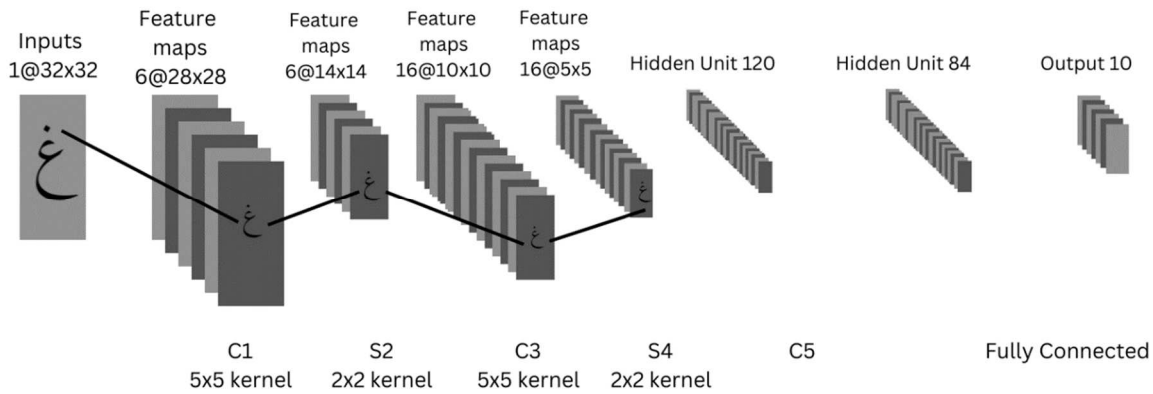 Inputs
1@32x32
Feature
maps
6@28x28
Feature
maps
6@14x14
Feature
maps
16@10x10
Feature
maps
16@5x5
Hidden Unit 120
Hidden Unit 84
Output 10
غ
غ
غ
غ
غ
C1
5x5 kernel
S2
2x2 kernel
C3
5x5 kernel
S4
2x2 kernel
C5
Fully Connected